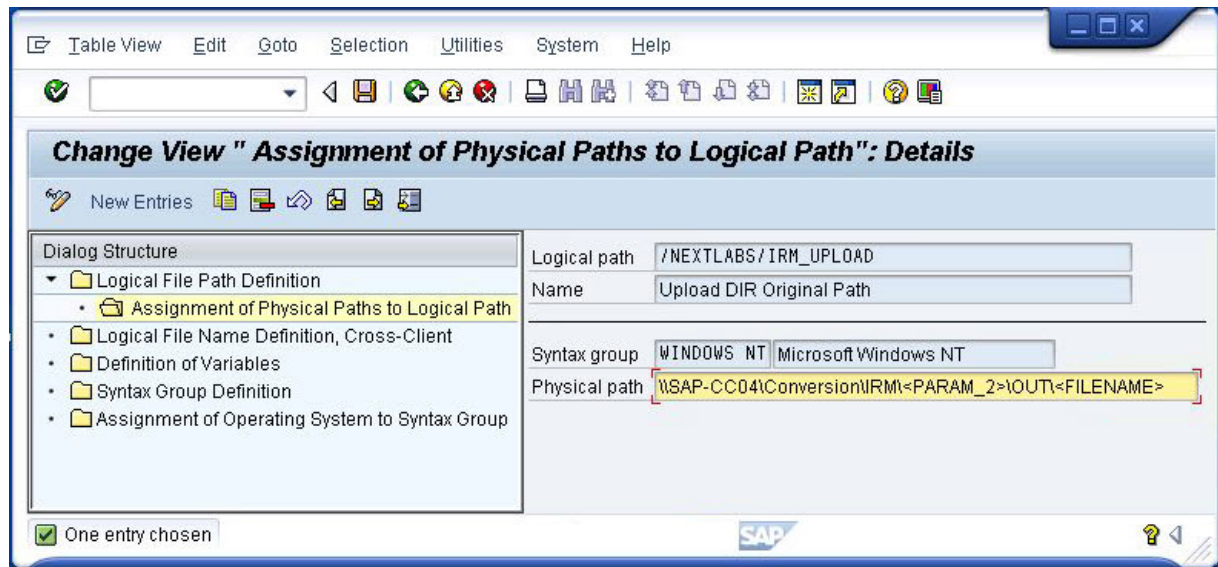 Table View Edit Goto Selection Utilities System Help
Change View " Assignment of Physical Paths to Logical Path": Details
New Entries
Dialog Structure
Logical File Path Definition
Assignment of Physical Paths to Logical Path
Logical File Name Definition, Cross-Client
Definition of Variables
Syntax Group Definition
Assignment of Operating System to Syntax Group
Logical path /NEXTLABS/IRM_UPLOAD
Name Upload DIR Original Path
Syntax group WINDOWS NT Microsoft Windows NT
Physical path \\SAP-CC04\Conversion\IRM\<PARAM_2>\OUT\<FILENAME>
One entry chosen
SAP